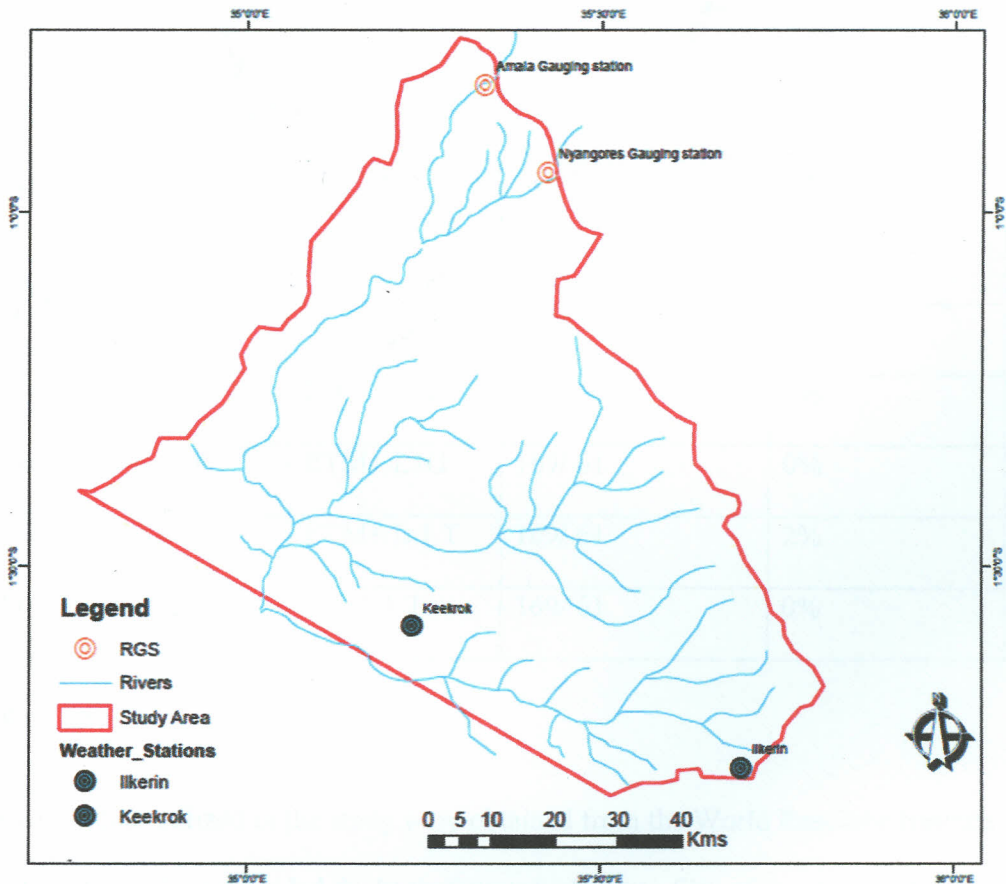 35°0'0"E 35°30'0"E 36°0'0"E
Amala Gauging station
Nyangores Gauging station
1°0'0"S 1°0'0"S
1°30'0"S 1°30'0"S
Keekrok
Legend
RGS
Rivers
Study Area
Weather_Stations
Ilkerin
Keekrok
Ilkerin
N
0 5 10 20 30 40
Kms
35°0'0"E 35°30'0"E 36°0'0"E